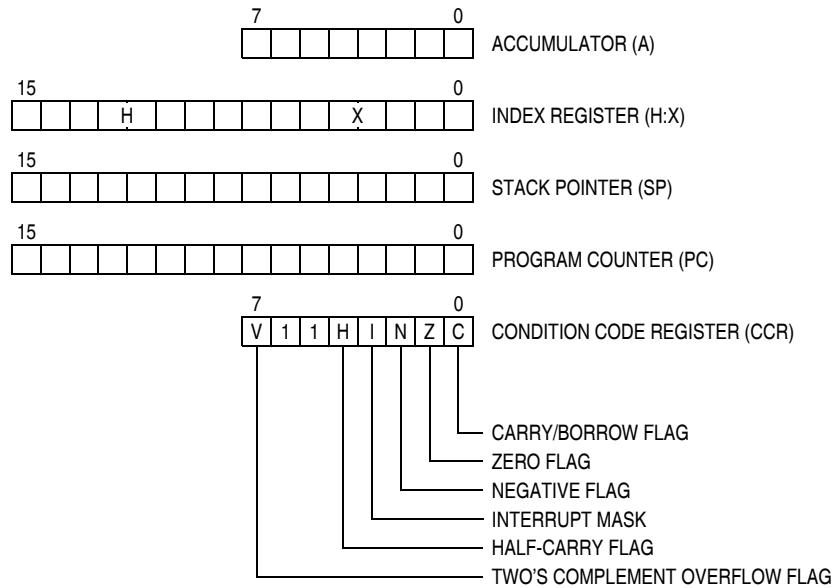 7 0
ACCUMULATOR (A)
15 0
H X INDEX REGISTER (H:X)
15 0
STACK POINTER (SP)
15 0
PROGRAM COUNTER (PC)
7 0
V 1 1 H I N Z C CONDITION CODE REGISTER (CCR)
CARRY/BORROW FLAG
ZERO FLAG
NEGATIVE FLAG
INTERRUPT MASK
HALF-CARRY FLAG
TWO'S COMPLEMENT OVERFLOW FLAG